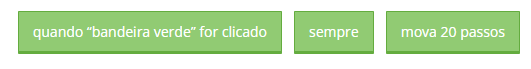 quando “bandeira verde” for clicado sempre mova 20 passos